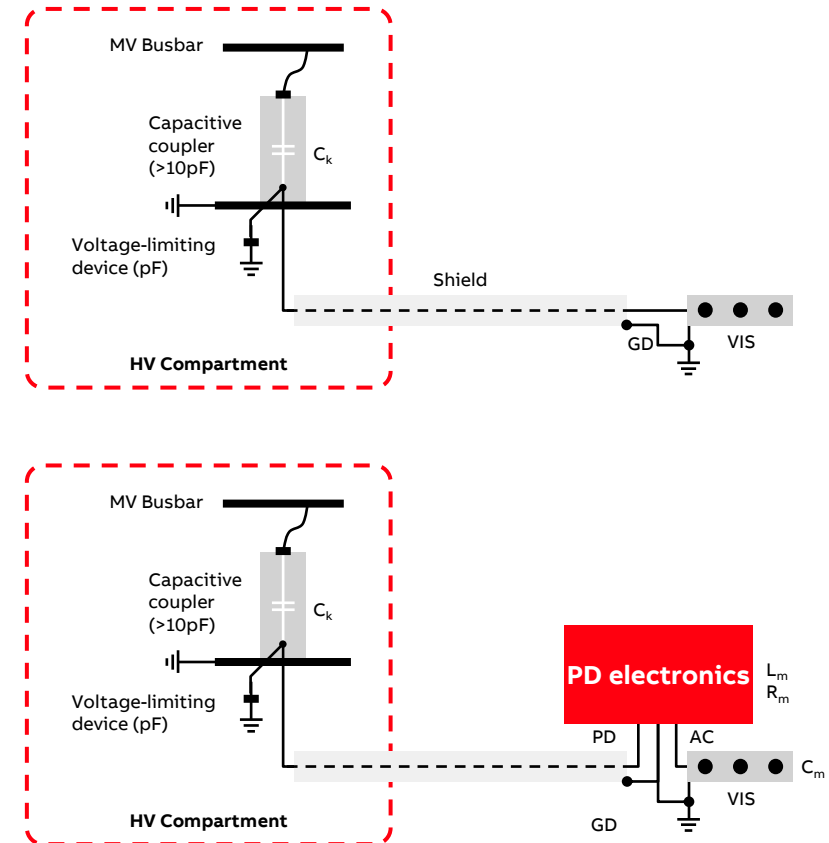 MV Busbar
Capacitive
coupler
(>10pF)
Cₖ
Voltage-limiting
device (pF)
Shield
GD
VIS
HV Compartment
MV Busbar
Capacitive
coupler
(>10pF)
Cₖ
PD electronics
Lₘ
Rₘ
Voltage-limiting
device (pF)
PD
AC
Cₘ
VIS
GD
HV Compartment